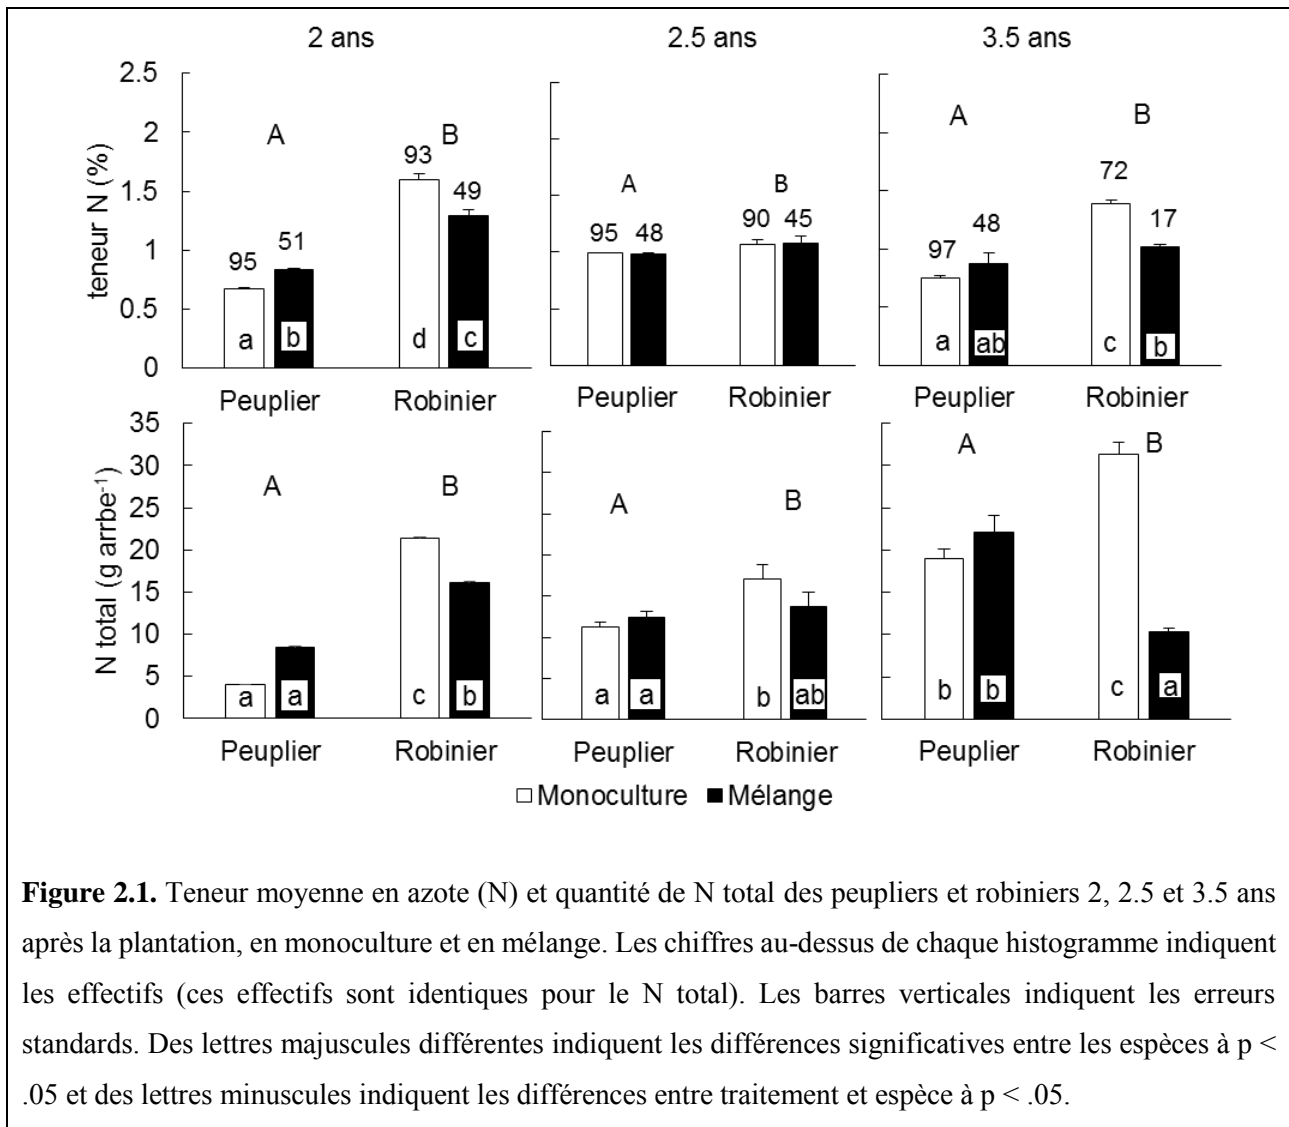 2 ans 2.5 ans 3.5 ans
teneur N (%)
2.5
2
1.5
1
0.5
0
A B
95 51 93 49
a b d c
Peuplier Robinier
A B
95 48 90 45
Peuplier Robinier
A B
97 48 72 17
a ab c b
Peuplier Robinier
N total (g arrbe-1)
35
30
25
20
15
10
5
0
A B
a a c b
Peuplier Robinier
A B
a a b ab
Peuplier Robinier
A B
b b c a
Peuplier Robinier
Monoculture Mélange
Figure 2.1. Teneur moyenne en azote (N) et quantité de N total des peupliers et robiniers 2, 2.5 et 3.5 ans
après la plantation, en monoculture et en mélange. Les chiffres au-dessus de chaque histogramme indiquent
les effectifs (ces effectifs sont identiques pour le N total). Les barres verticales indiquent les erreurs
standards. Des lettres majuscules différentes indiquent les différences significatives entre les espèces à p <
.05 et des lettres minuscules indiquent les différences entre traitement et espèce à p < .05.